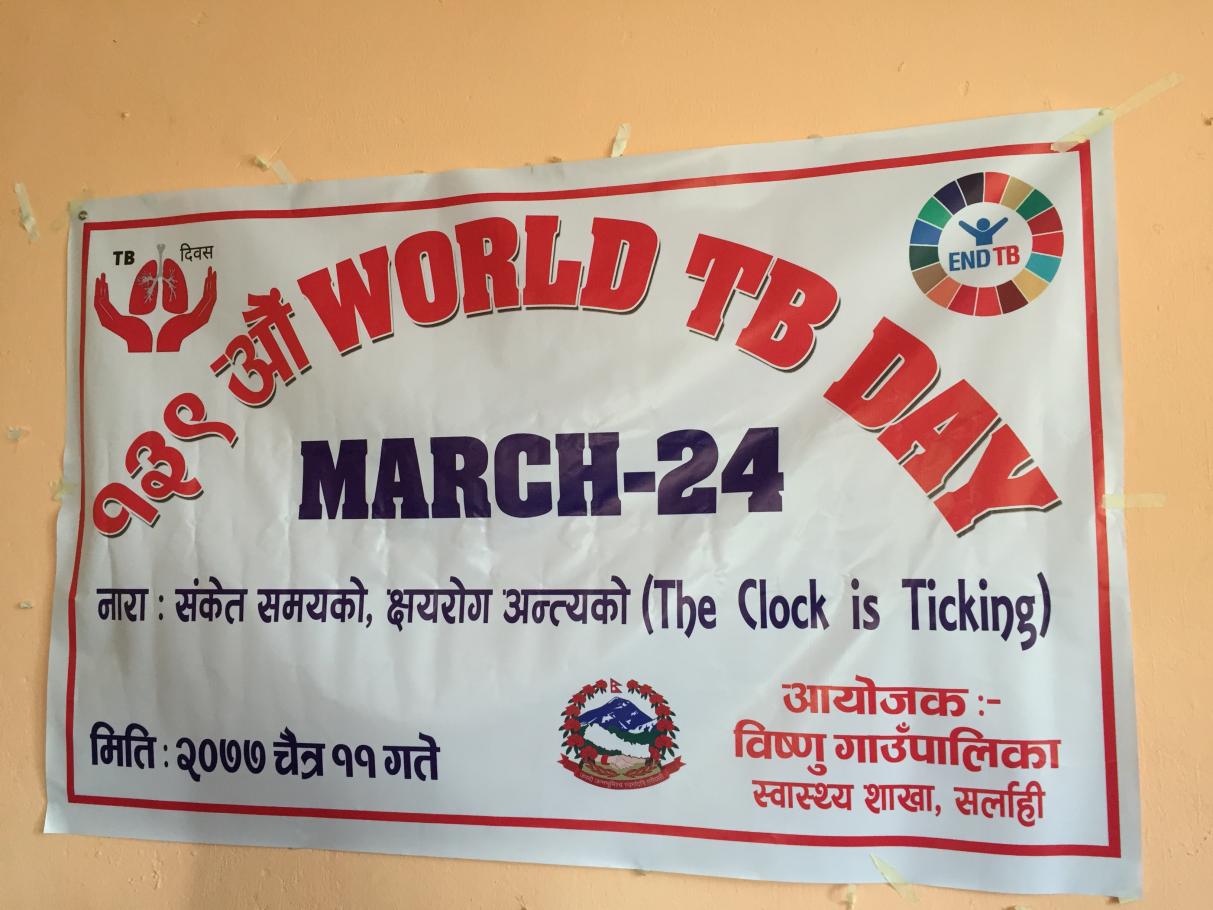 TB दिवस
१३९ औं WORLD TB DAY
END TB
MARCH-24
नारा : संकेत समयको, क्षयरोग अन्त्यको (The Clock is Ticking)
मिति : २०७७ चैत्र ११ गते
आयोजक :-
विष्णु गाउँपालिका
स्वास्थ्य शाखा, सर्लाही